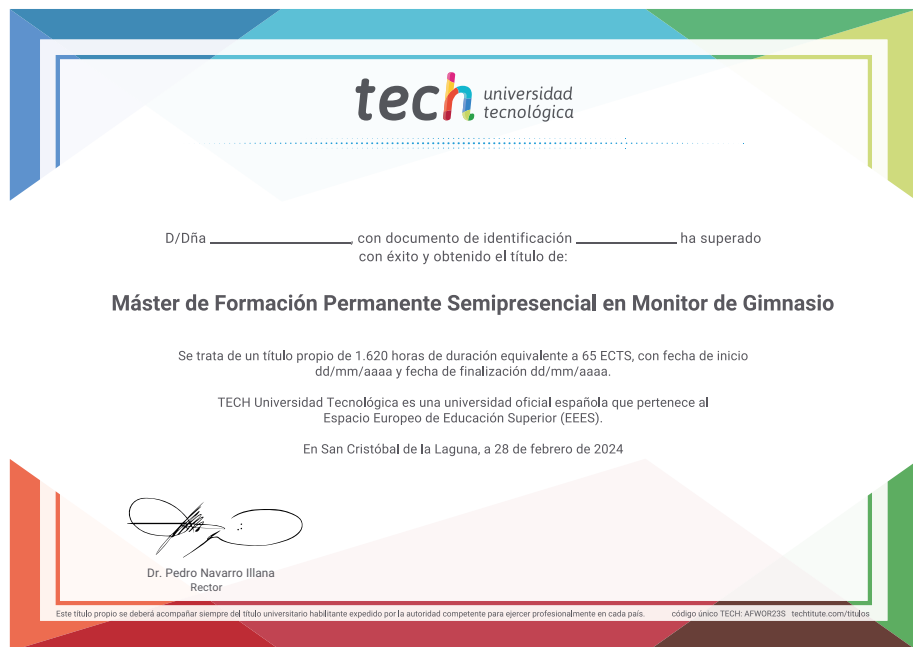 tech universidad
tecnológica
D/Dña ______________, con documento de identificación __________ ha superado
con éxito y obtenido el título de:
Máster de Formación Permanente Semipresencial en Monitor de Gimnasio
Se trata de un título propio de 1.620 horas de duración equivalente a 65 ECTS, con fecha de inicio
dd/mm/aaaa y fecha de finalización dd/mm/aaaa.
TECH Universidad Tecnológica es una universidad oficial española que pertenece al
Espacio Europeo de Educación Superior (EEES).
En San Cristóbal de la Laguna, a 28 de febrero de 2024
Dr. Pedro Navarro Illana
Rector
Este título propio se deberá acompañar siempre del título universitario habilitante expedido por la autoridad competente para ejercer profesionalmente en cada país. código único TECH: AFWOR23S techtitute.com/titulos